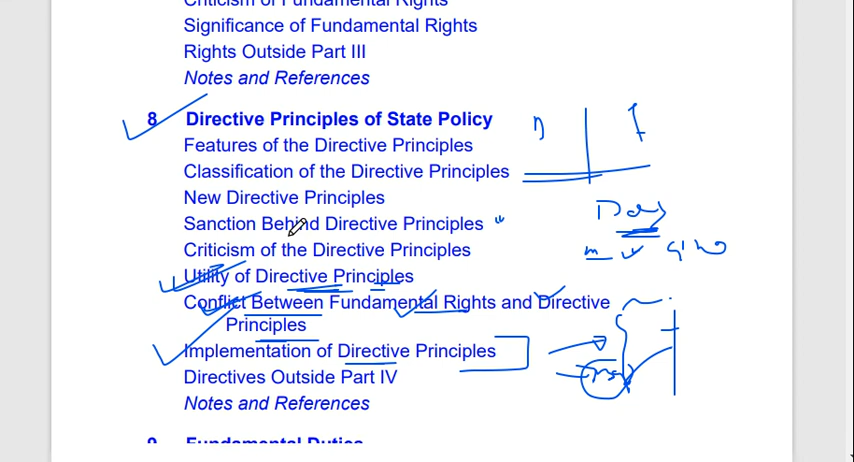 Criticism of Fundamental Rights
Significance of Fundamental Rights
Rights Outside Part III
Notes and References
8 Directive Principles of State Policy
Features of the Directive Principles
Classification of the Directive Principles
New Directive Principles
Sanction Behind Directive Principles
Criticism of the Directive Principles
Utility of Directive Principles
Conflict Between Fundamental Rights and Directive
Principles
Implementation of Directive Principles
Directives Outside Part IV
Notes and References
9 Fundamental Duties